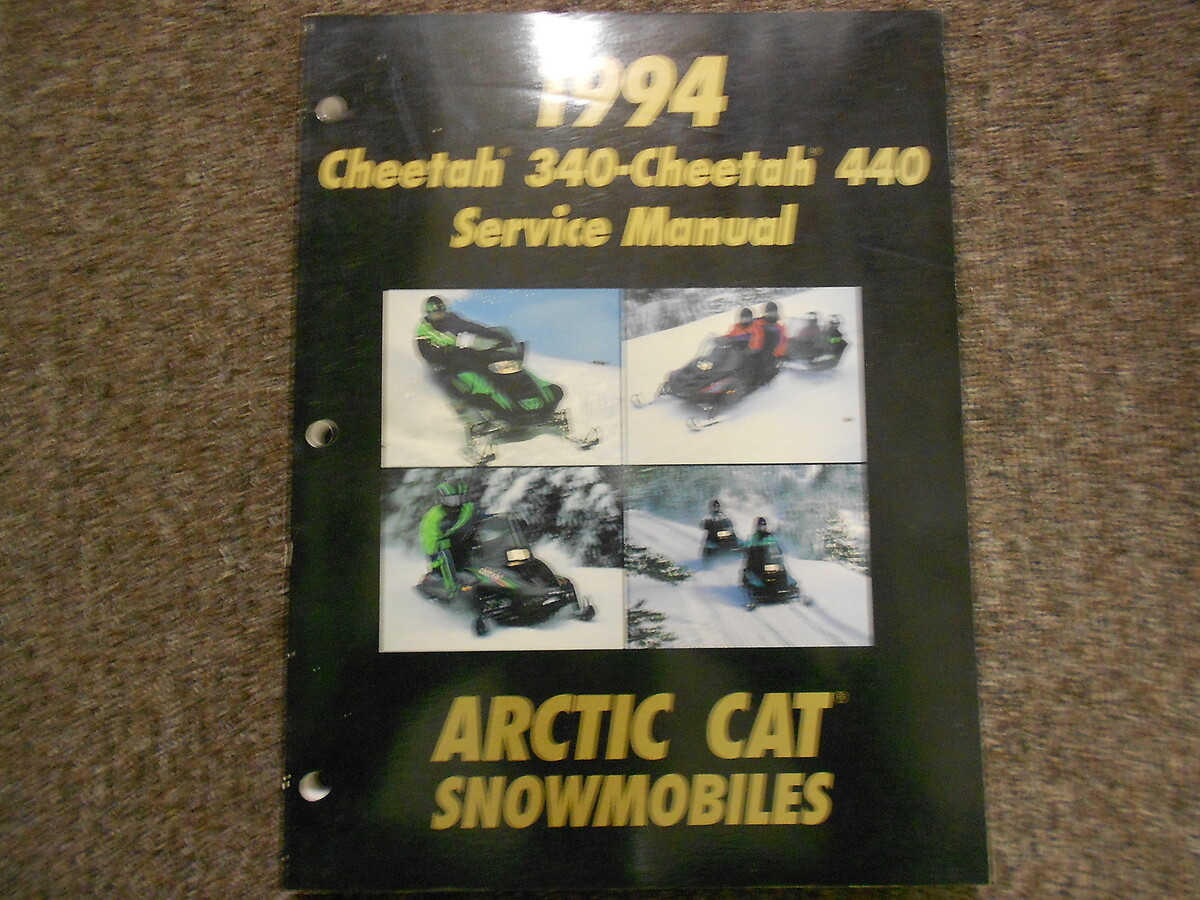 1994
Cheetah® 340-Cheetah® 440
Service Manual
ARCTIC CAT®
SNOWMOBILES